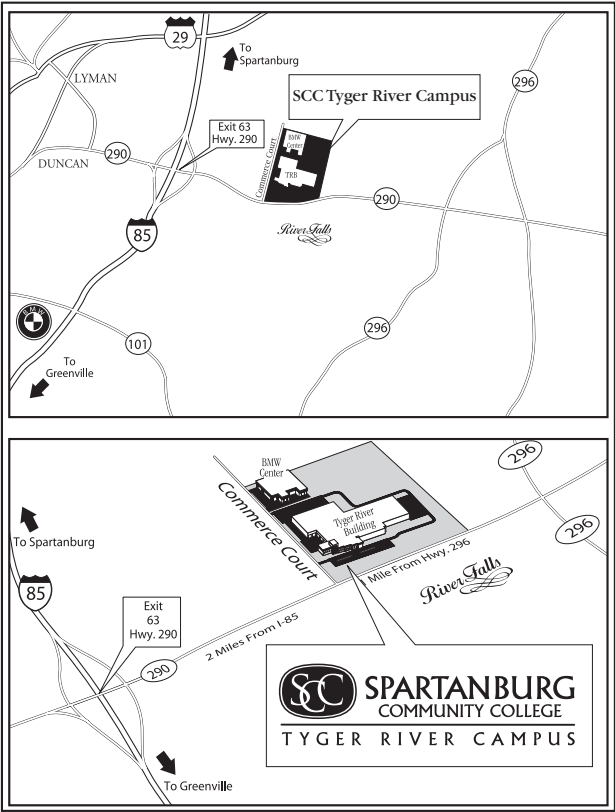 29
To
Spartanburg
LYMAN
296
SCC Tyger River Campus
Exit 63
Hwy. 290
BMW
Center
DUNCAN
290
Commerce Court
TRB
290
River Falls
85
BMW
296
101
To
Greenville
296
BMW
Center
Commerce Court
Tyger River
Building
To Spartanburg
296
1 Mile From Hwy. 296
River Falls
85
Exit
63
Hwy. 290
2 Miles From I-85
290
SCC
SPARTANBURG
COMMUNITY COLLEGE
TYGER RIVER CAMPUS
To Greenville